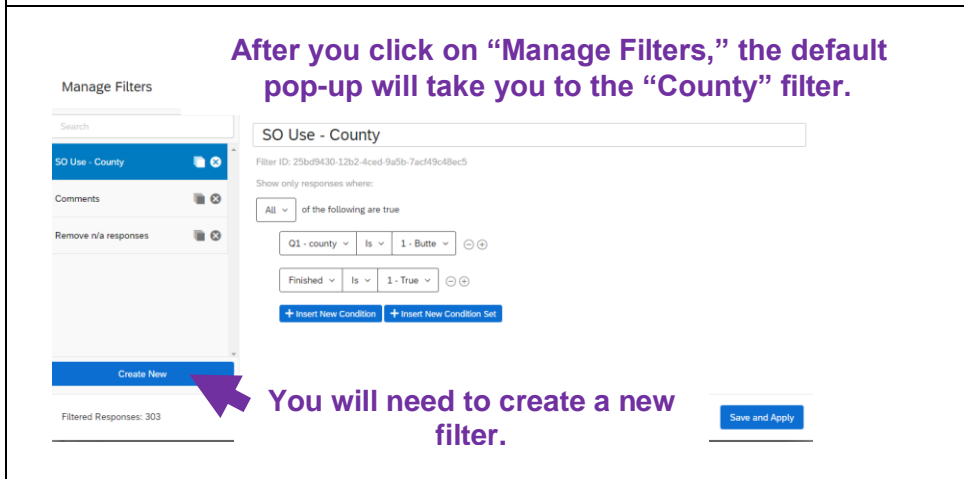 After you click on “Manage Filters,” the default
pop-up will take you to the “County” filter.
Manage Filters
Search
SO Use - County
Comments
Remove n/a responses
Create New
Filtered Responses: 303
SO Use - County
Filter ID: 25bd9430-12b2-4ced-9a5b-7acf49c48ec5
Show only responses where:
All of the following are true
Q1 - county Is 1 - Butte
Finished Is 1 - True
+ Insert New Condition + Insert New Condition Set
You will need to create a new
filter.
Save and Apply